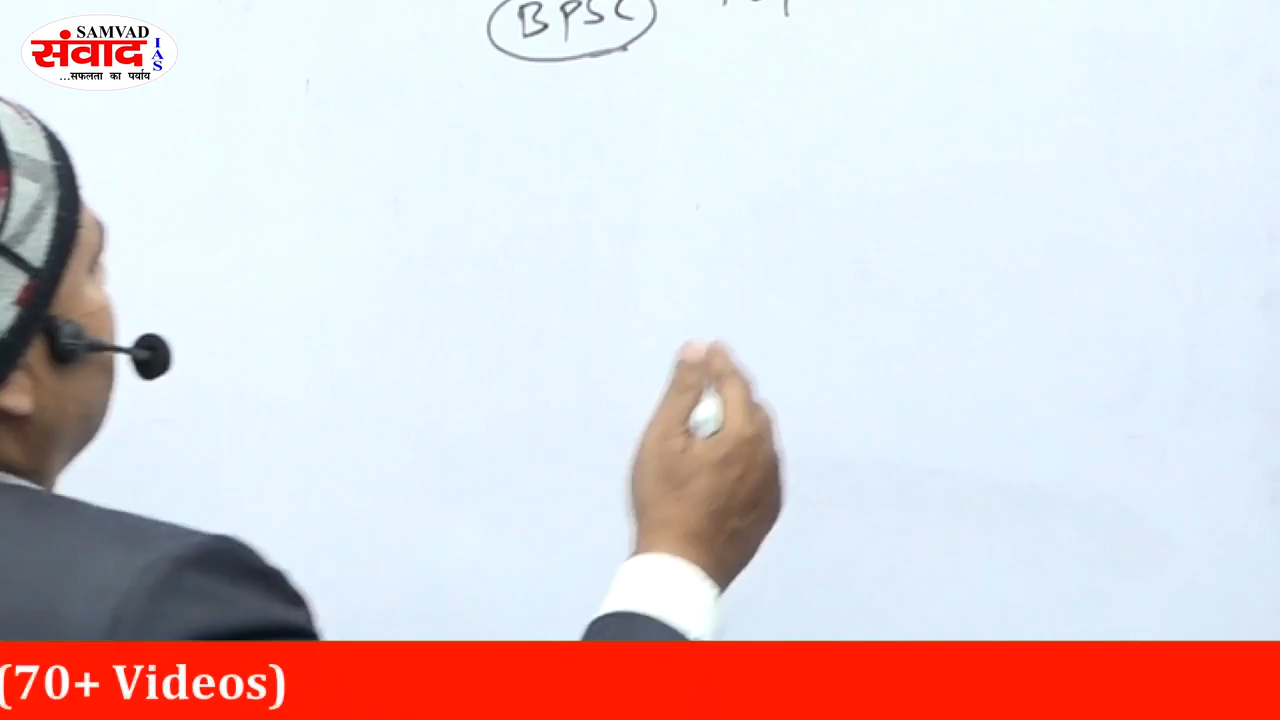 BPSC
SAMVAD
संवाद
IAS
...सफलता का पर्याय
(70+ Videos)